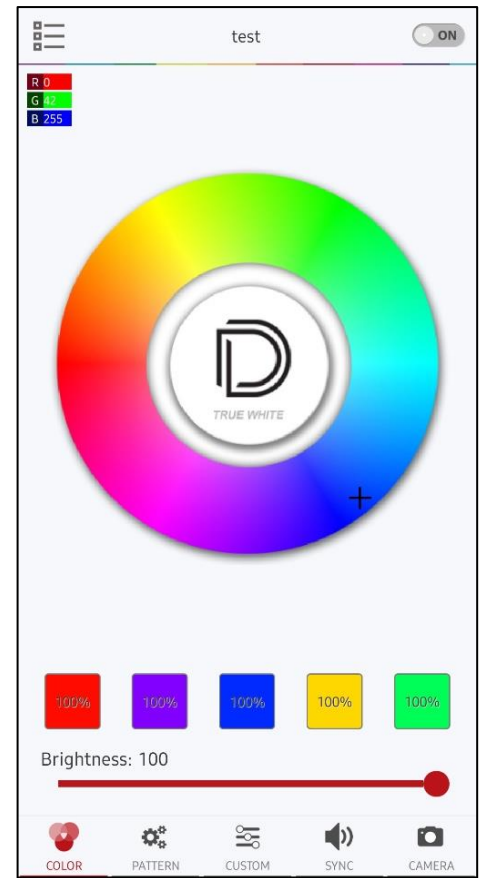 test
ON
R 0
G 42
B 255
TRUE WHITE
100% 100% 100% 100% 100%
Brightness: 100
COLOR PATTERN CUSTOM SYNC CAMERA